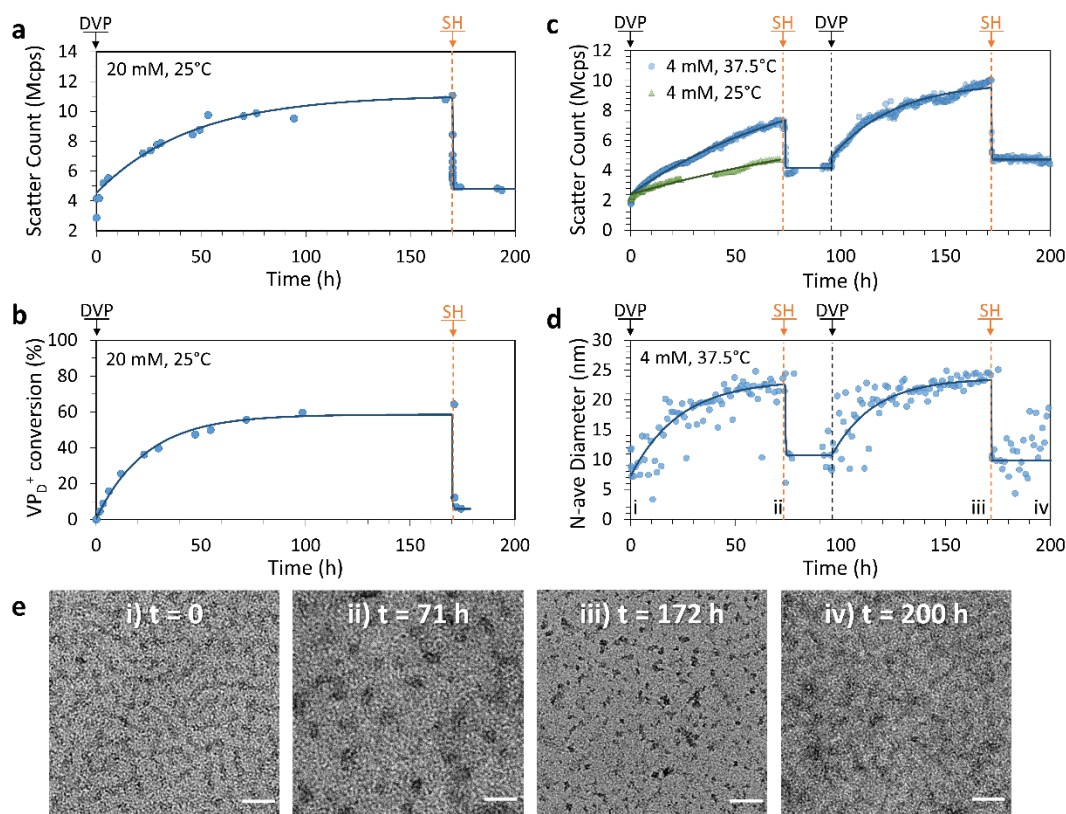 DVP SH
a
20 mM, 25°C
Scatter Count (Mcps)
14
12
10
8
6
4
2
0 50 100 150 200
Time (h)
DVP SH DVP SH
c
4 mM, 37.5°C
4 mM, 25°C
Scatter Count (Mcps)
12
10
8
6
4
2
0
0 50 100 150 200
Time (h)
DVP SH
b
20 mM, 25°C
VP_D^+ conversion (%)
100
80
60
40
20
0
0 50 100 150 200
Time (h)
DVP SH DVP SH
d
4 mM, 37.5°C
N-ave Diameter (nm)
30
25
20
15
10
5
0
i ii iii iv
0 50 100 150 200
Time (h)
e
i) t = 0
ii) t = 71 h
iii) t = 172 h
iv) t = 200 h